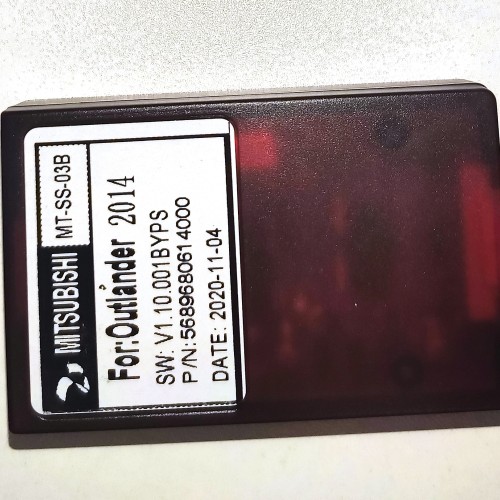 MITSUBISHI MT-SS-03B
For:Outlander 2014
SW: V1.10.001BYPS
P/N:5689680614000
DATE: 2020-11-04